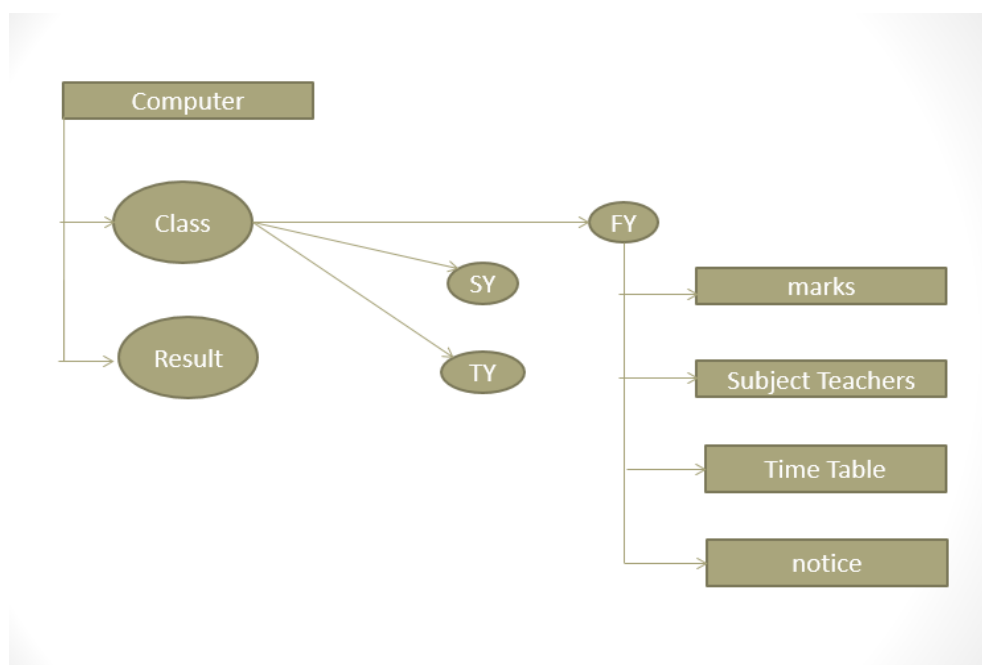 Computer
Class
FY
SY
marks
Result
TY
Subject Teachers
Time Table
notice